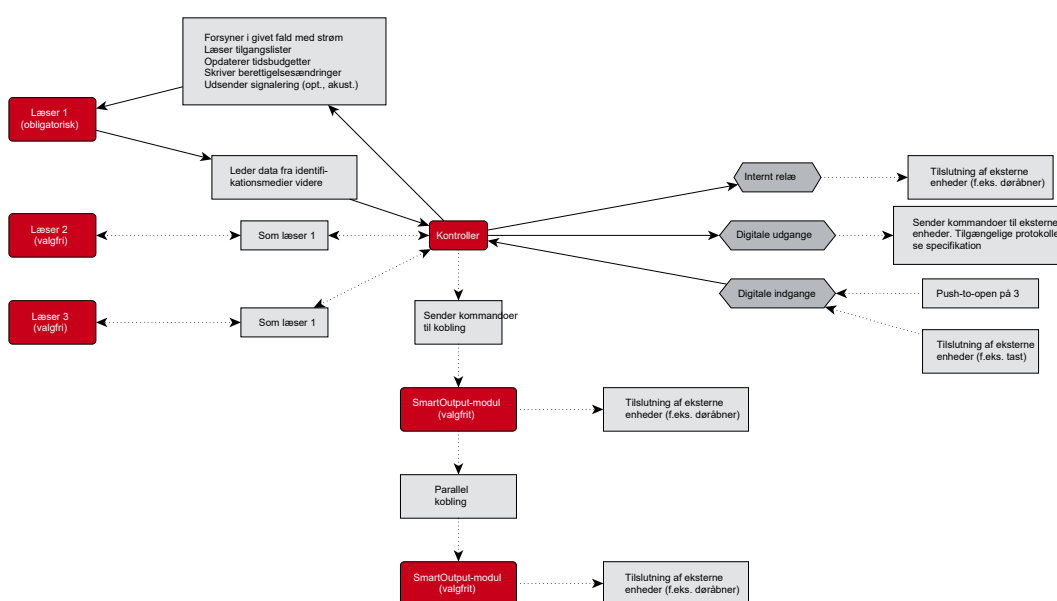 Forsyner i givet fald med strøm
Læser tilgangslister
Opdaterer tidsbudgetter
Skriver berettigelsesændringer
Udsender signalering (opt., akust.)
Læser 1
(obligatorisk)
Leder data fra identifi-
kationsmedier videre
Internt relæ
Tilslutning af eksterne
enheder (f.eks. døråbner)
Læser 2
(valgfri)
Som læser 1
Kontroller
Digitale udgange
Sender kommandoer til eksterne
enheder. Tilgængelige protokolle
se specifikation
Digitale indgange
Push-to-open på 3
Læser 3
(valgfri)
Som læser 1
Sender kommandoer
til kobling
Tilslutning af eksterne
enheder (f.eks. tast)
SmartOutput-modul
(valgfrit)
Tilslutning af eksterne
enheder (f.eks. døråbner)
Parallel
kobling
SmartOutput-modul
(valgfrit)
Tilslutning af eksterne
enheder (f.eks. døråbner)